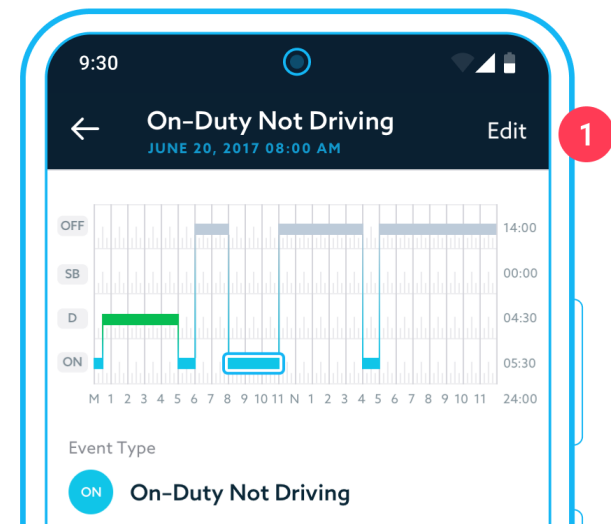 9:30
On-Duty Not Driving
Edit
JUNE 20, 2017 08:00 AM
1
OFF 14:00
SB 00:00
D 04:30
ON 05:30
M 1 2 3 4 5 6 7 8 9 10 11 N 1 2 3 4 5 6 7 8 9 10 11 24:00
Event Type
ON On-Duty Not Driving